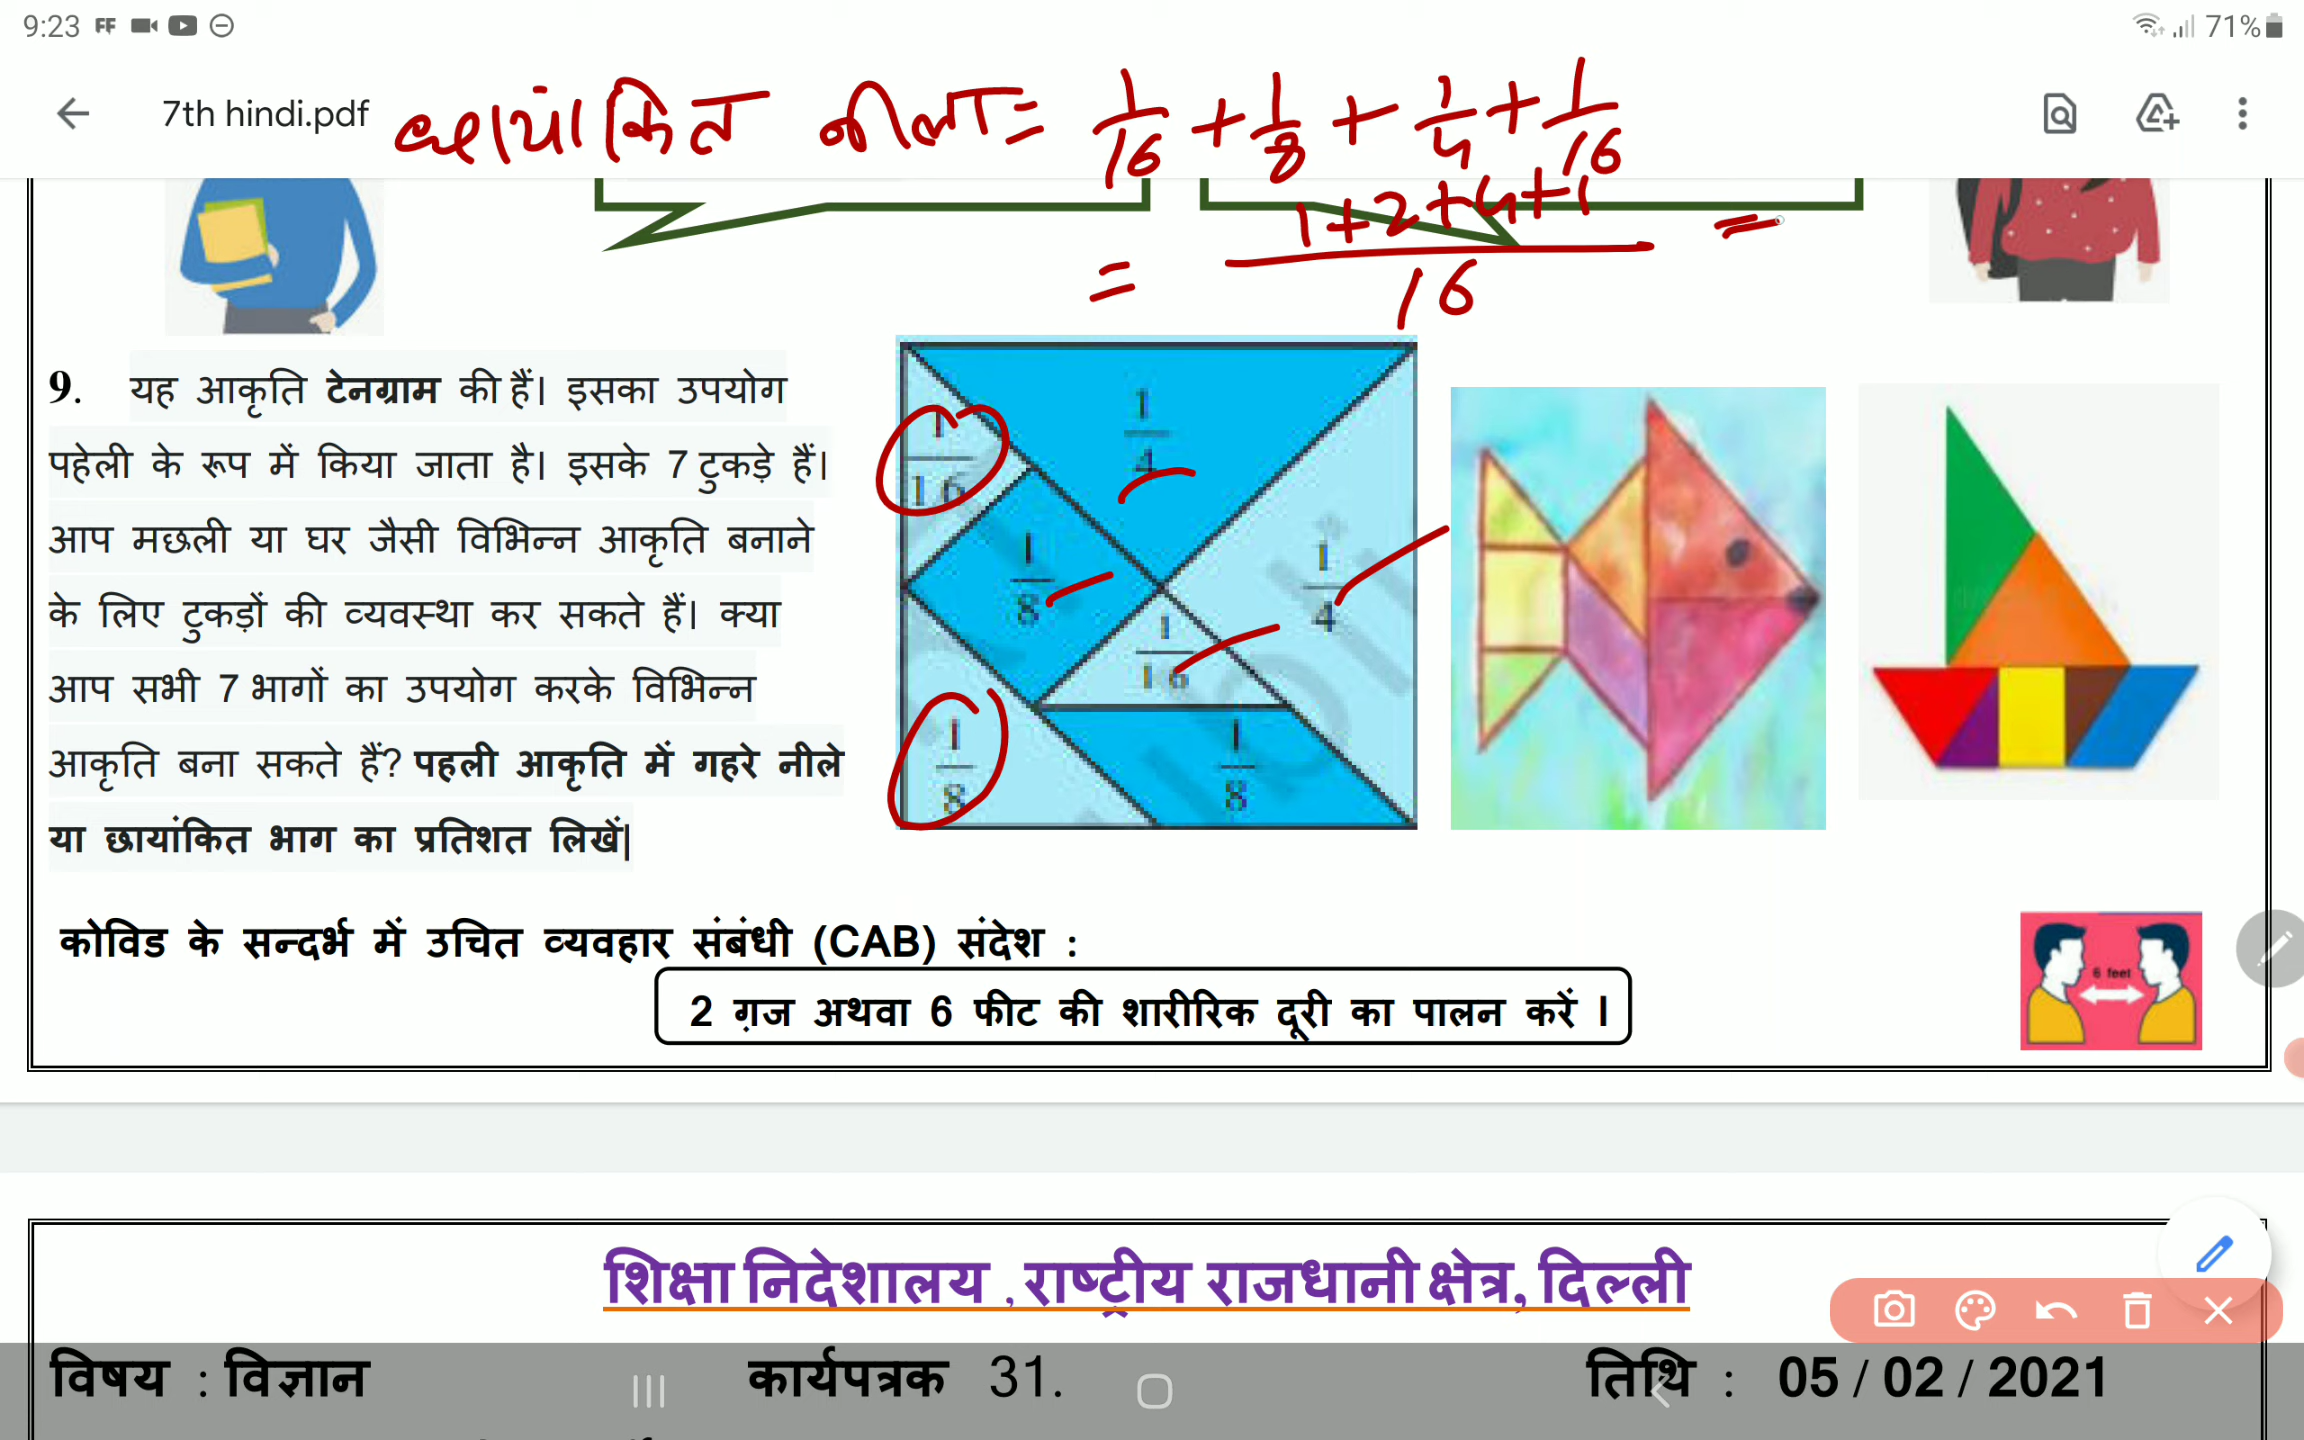 9:23 FF 71%
7th hindi.pdf
छायांकित नीला = 1/16 + 1/8 + 1/4 + 1/16
= 1+2+4+1 / 16 =
9. यह आकृति टेनग्राम की हैं। इसका उपयोग
पहेली के रूप में किया जाता है। इसके 7 टुकड़े हैं।
आप मछली या घर जैसी विभिन्न आकृति बनाने
के लिए टुकड़ों की व्यवस्था कर सकते हैं। क्या
आप सभी 7 भागों का उपयोग करके विभिन्न
आकृति बना सकते हैं? पहली आकृति में गहरे नीले
या छायांकित भाग का प्रतिशत लिखें|
1/4
1/16
1/8
1/4
1/16
1/8
1/8
कोविड के सन्दर्भ में उचित व्यवहार संबंधी (CAB) संदेश :
6 feet
2 ग़ज अथवा 6 फीट की शारीरिक दूरी का पालन करें ।
शिक्षा निदेशालय , राष्ट्रीय राजधानी क्षेत्र, दिल्ली
विषय : विज्ञान कार्यपत्रक 31. तिथि : 05 / 02 / 2021